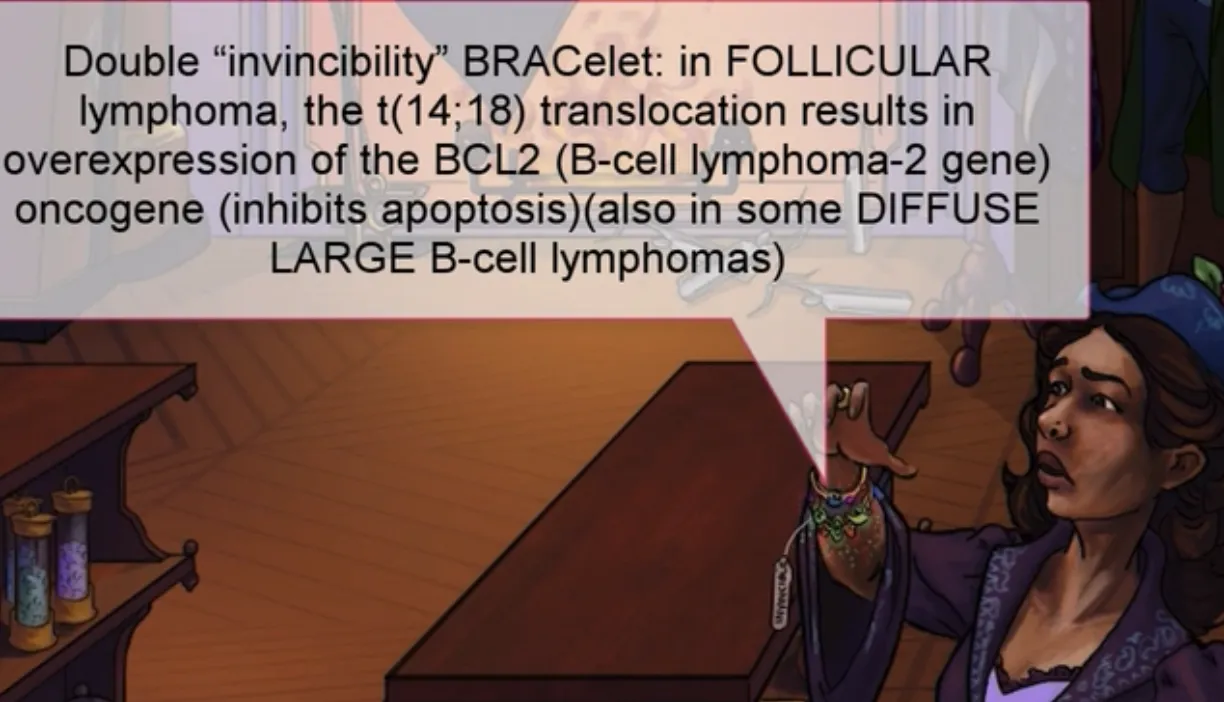 Double “invincibility” BRACelet: in FOLLICULAR
lymphoma, the t(14;18) translocation results in
overexpression of the BCL2 (B-cell lymphoma-2 gene)
oncogene (inhibits apoptosis)(also in some DIFFUSE
LARGE B-cell lymphomas)